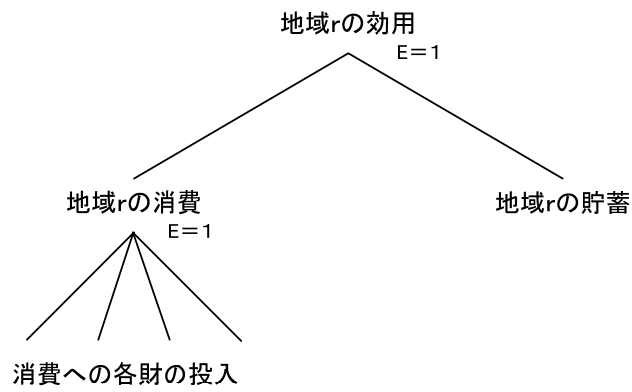 地域rの効用
E=1
地域rの消費
地域rの貯蓄
E=1
消費への各財の投入